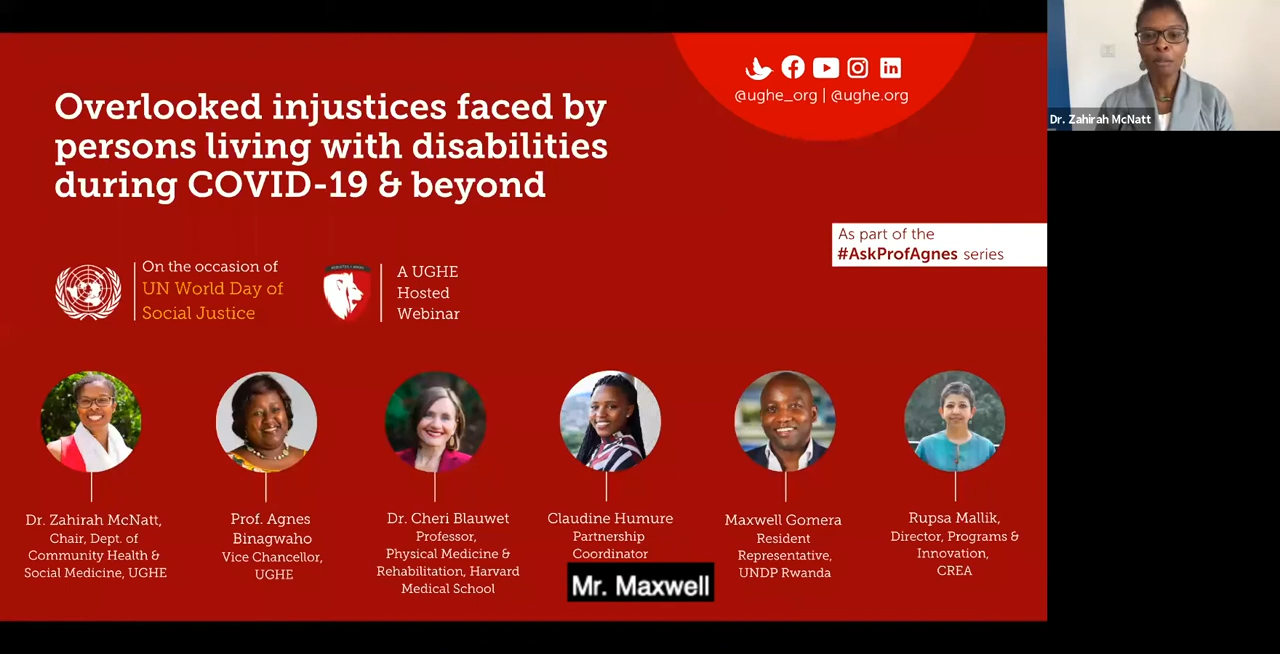 Overlooked injustices faced by
persons living with disabilities
during COVID-19 & beyond
@ughe_org | @ughe.org
Dr. Zahirah McNatt
As part of the
#AskProfAgnes series
On the occasion of
UN World Day of
Social Justice
A UGHE
Hosted
Webinar
Dr. Zahirah McNatt,
Chair, Dept. of
Community Health &
Social Medicine, UGHE
Prof. Agnes
Binagwaho
Vice Chancellor,
UGHE
Dr. Cheri Blauwet
Professor,
Physical Medicine &
Rehabilitation, Harvard
Medical School
Claudine Humure
Partnership
Coordinator
Maxwell Gomera
Resident
Representative,
UNDP Rwanda
Rupsa Mallik,
Director, Programs &
Innovation,
CREA
Mr. Maxwell